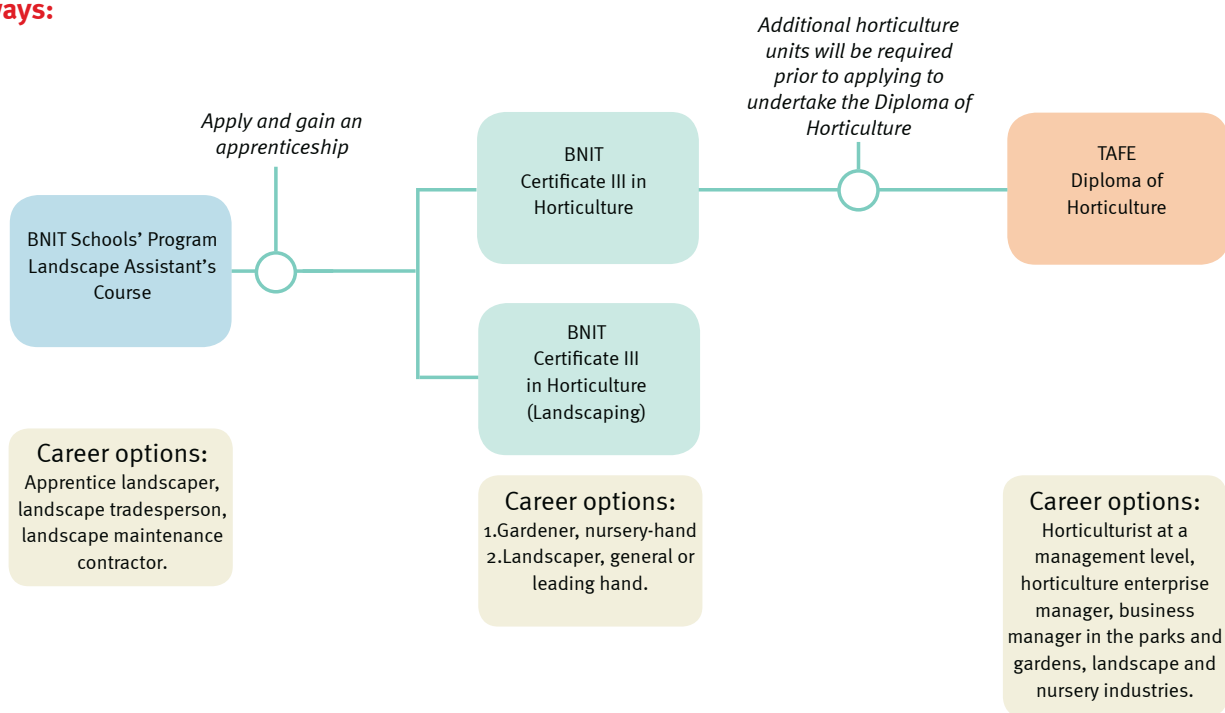 ways:
Apply and gain an
apprenticeship
Additional horticulture
units will be required
prior to applying to
undertake the Diploma of
Horticulture
BNIT Schools’ Program
Landscape Assistant’s
Course
BNIT
Certificate III in
Horticulture
BNIT
Certificate III
in Horticulture
(Landscaping)
TAFE
Diploma of
Horticulture
Career options:
Apprentice landscaper,
landscape tradesperson,
landscape maintenance
contractor.
Career options:
1.Gardener, nursery-hand
2.Landscaper, general or
leading hand.
Career options:
Horticulturist at a
management level,
horticulture enterprise
manager, business
manager in the parks and
gardens, landscape and
nursery industries.